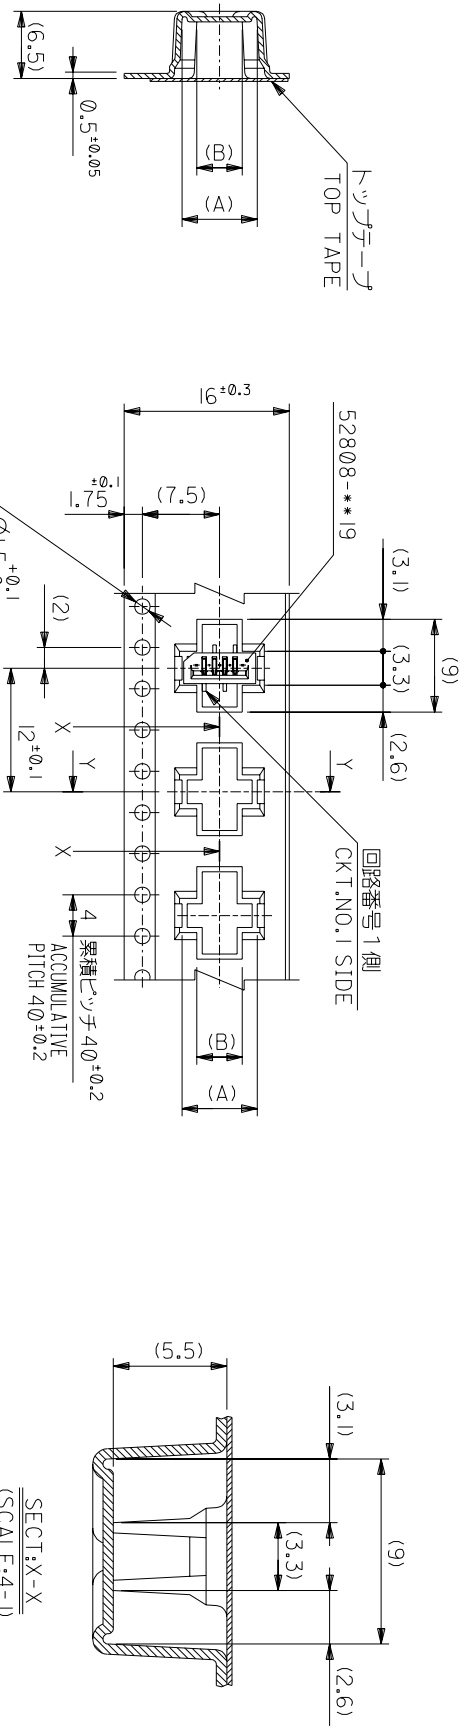 (6.5)
0.5±0.05
(B)
(A)
トップテープ
TOP TAPE
16±0.3
52808-**19
(3.1)
(9)
(3.3)
(2.6)
±0.1
1.75
(7.5)
+0.1
(2)
12±0.1
X
Y
Y
X
回路番号1側
CKT.NO.1 SIDE
4
累積ピッチ40±0.2
ACCUMULATIVE
PITCH 40±0.2
(B)
(A)
(5.5)
(3.1)
(9)
(3.3)
(2.6)
SECT:X-X
(SCALE:4-1)